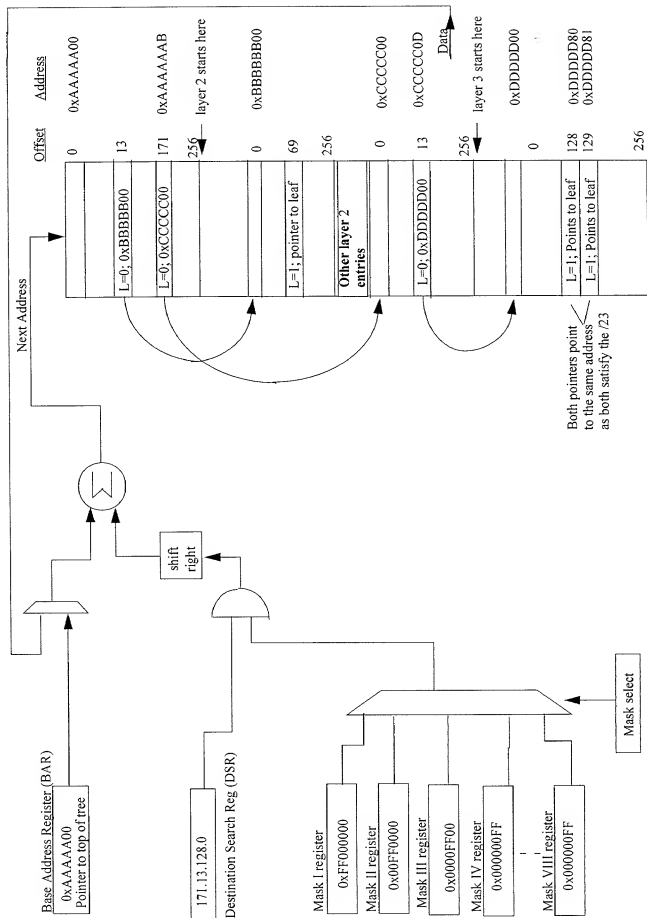 Base Address Register (BAR)
0xAAAAA00
Pointer to top of tree
171.13.128.0
Destination Search Reg (DSR)
Mask I register
0xFF000000
Mask II register
0x00FF0000
Mask III register
0x0000FF00
Mask IV register
0x000000FF
Mask VIII register
0x000000FF
Mask select
shift
right
Σ
Next Address
Offset
Address
0
0xAAAAAA00
L=0; 0xBBBBB00
13
L=0; 0xCCCCC00
171
0xAAAAAAAB
256
layer 2 starts here
0
0xBBBBBB00
L=1; pointer to leaf
69
256
Other layer 2
entries
0
0xCCCCC00
L=0; 0xDDDDD00
13
0xCCCCC0D
Data
256
layer 3 starts here
0
0xDDDDD00
L=1; Points to leaf
128
0xDDDDD80
L=1; Points to leaf
129
0xDDDDD81
256
Both pointers point
to the same address
as both satisfy the /23